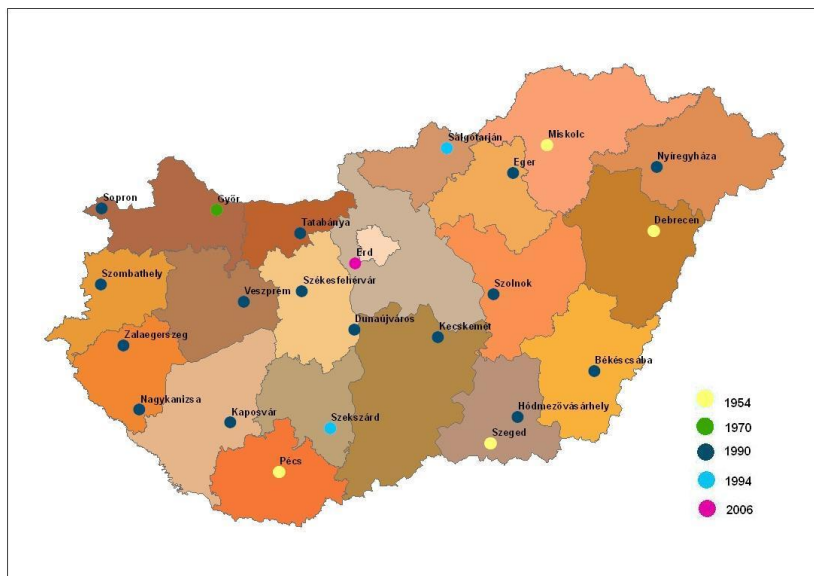 Salgótarján
Miskolc
Nyíregyháza
Eger
Sopron
Győr
Debrecen
Tatabánya
Érd
Szombathely
Székesfehérvár
Veszprém
Szolnok
Dunaújváros
Kecskemét
Zalaegerszeg
Békéscsába
Nagykanizsa
Kaposvár
Szekszárd
Hódmezővásárhely
Szeged
Pécs
1954
1970
1990
1994
2006